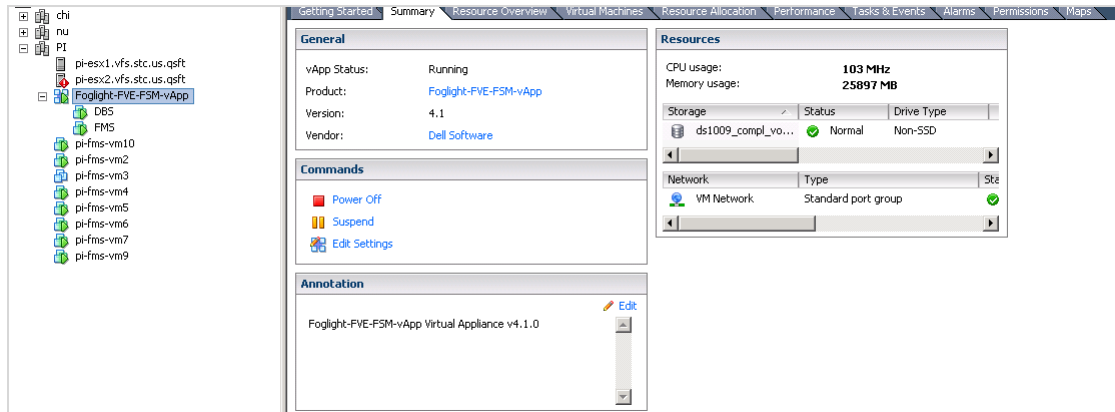 chi
nu
PI
pi-esx1.vfs.stc.us.qsft
pi-esx2.vfs.stc.us.qsft
Foglight-FVE-FSM-vApp
DBS
FMS
pi-fms-vm10
pi-fms-vm2
pi-fms-vm3
pi-fms-vm4
pi-fms-vm5
pi-fms-vm6
pi-fms-vm7
pi-fms-vm9
Getting Started Summary Resource Overview Virtual Machines Resource Allocation Performance Tasks & Events Alarms Permissions Maps
General
vApp Status: Running
Product: Foglight-FVE-FSM-vApp
Version: 4.1
Vendor: Dell Software
Commands
Power Off
Suspend
Edit Settings
Annotation
Edit
Foglight-FVE-FSM-vApp Virtual Appliance v4.1.0
Resources
CPU usage: 103 MHz
Memory usage: 25897 MB
Storage Status Drive Type
ds1009_compl_vo... Normal Non-SSD
Network Type Sta
VM Network Standard port group